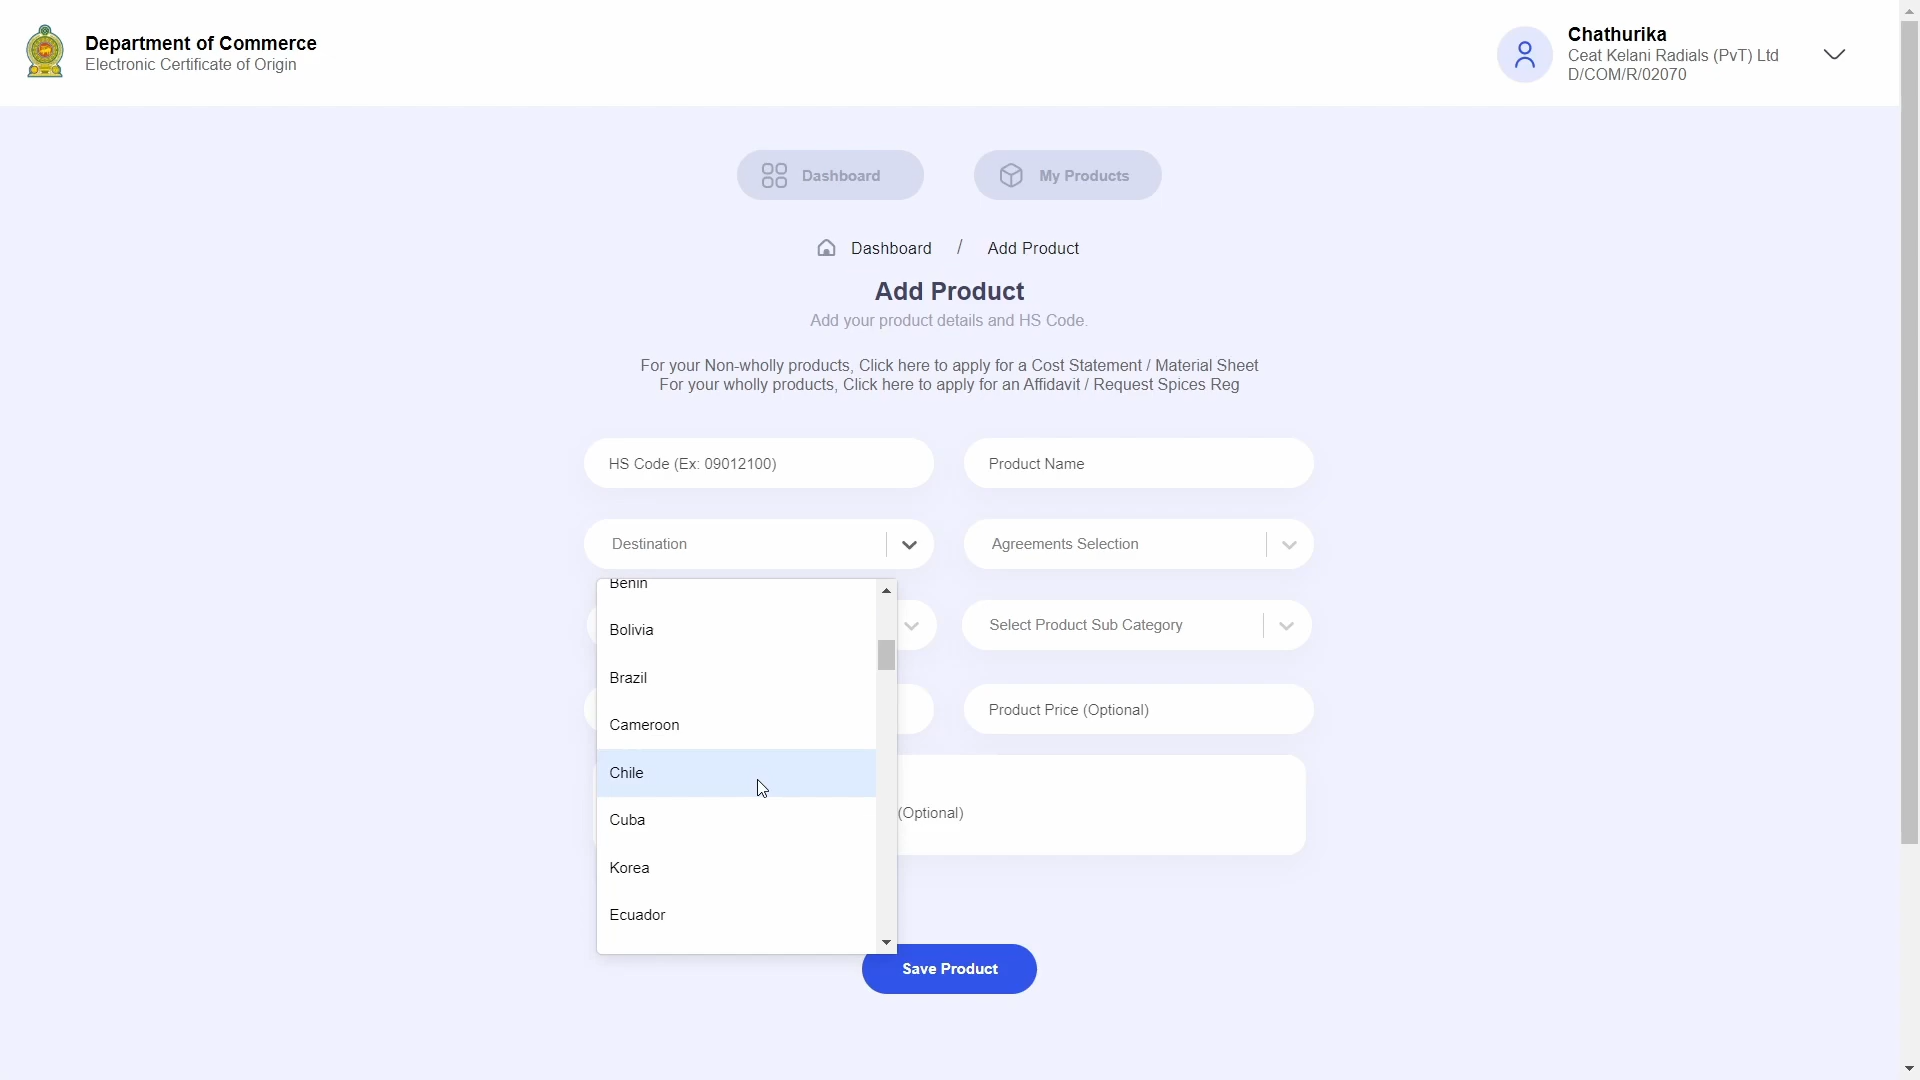 Department of Commerce
Electronic Certificate of Origin
Chathurika
Ceat Kelani Radials (PvT) Ltd
D/COM/R/02070
Dashboard
My Products
Dashboard / Add Product
Add Product
Add your product details and HS Code.
For your Non-wholly products, Click here to apply for a Cost Statement / Material Sheet
For your wholly products, Click here to apply for an Affidavit / Request Spices Reg
HS Code (Ex: 09012100)
Product Name
Destination
Agreements Selection
Benin
Bolivia
Brazil
Cameroon
Chile
Cuba
Korea
Ecuador
Select Product Sub Category
Product Price (Optional)
(Optional)
Save Product